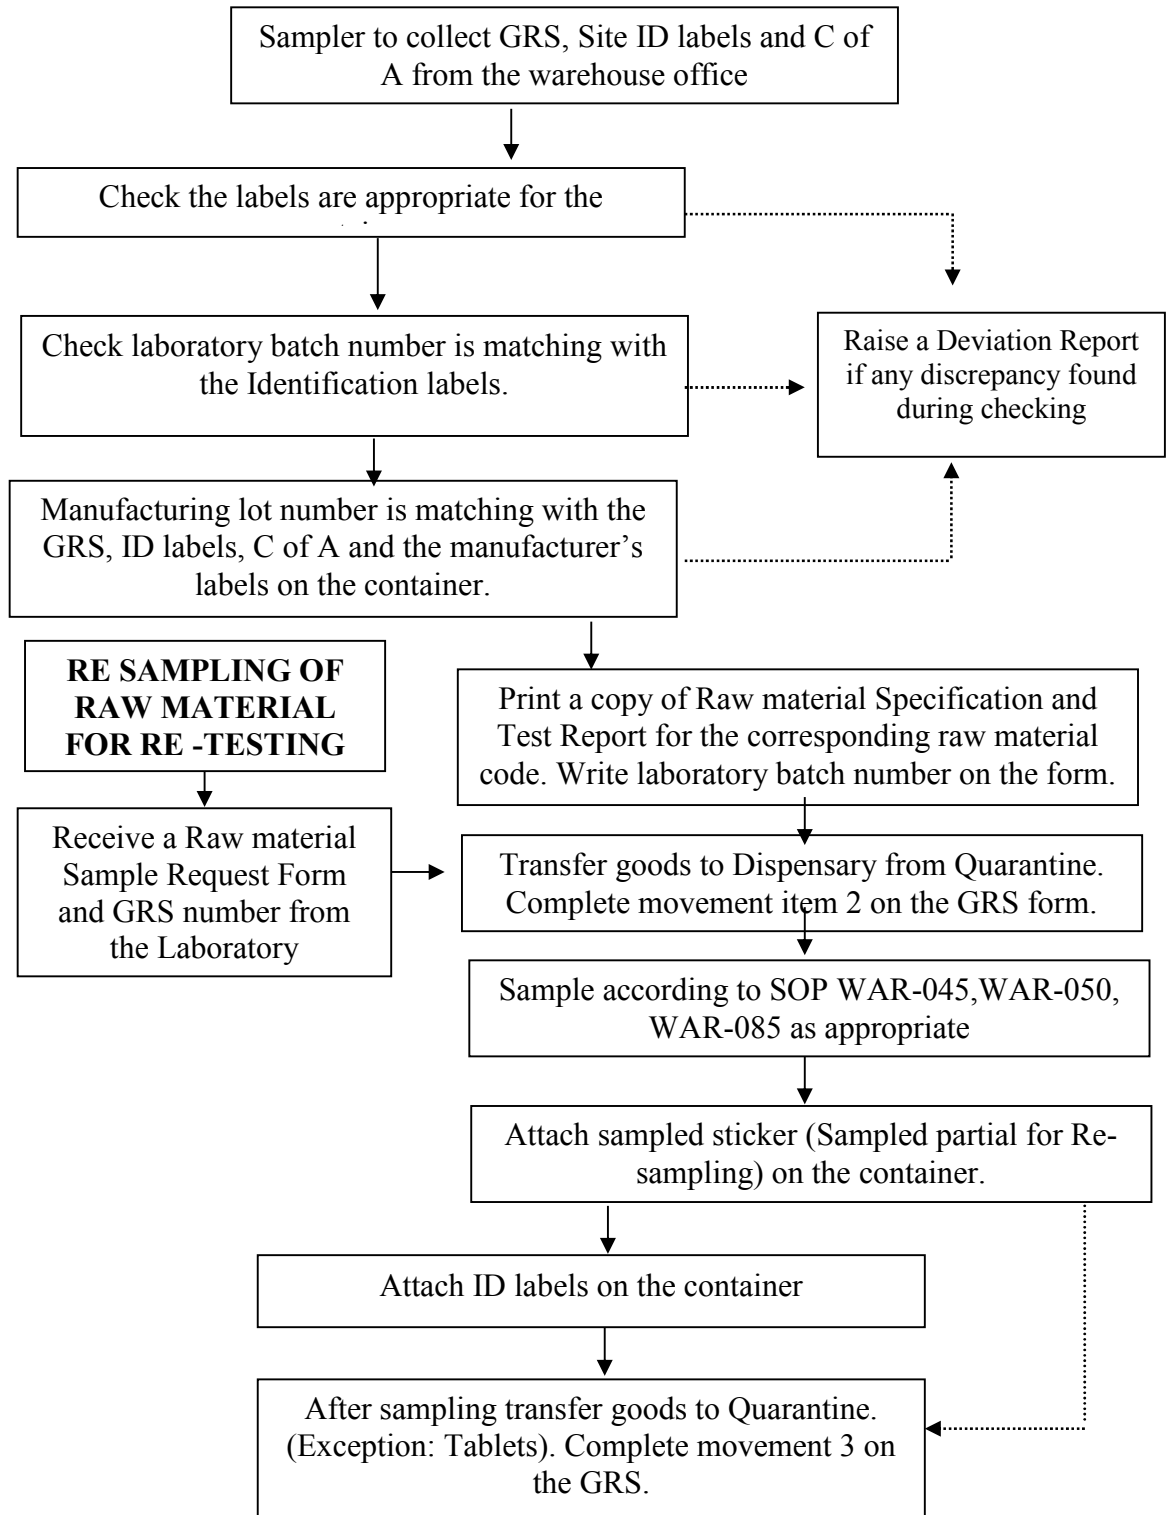 Sampler to collect GRS, Site ID labels and C of
A from the warehouse office
Check the labels are appropriate for the
Check laboratory batch number is matching with
the Identification labels.
Raise a Deviation Report
if any discrepancy found
during checking
Manufacturing lot number is matching with the
GRS, ID labels, C of A and the manufacturer’s
labels on the container.
RE SAMPLING OF
RAW MATERIAL
FOR RE -TESTING
Print a copy of Raw material Specification and
Test Report for the corresponding raw material
code. Write laboratory batch number on the form.
Receive a Raw material
Sample Request Form
and GRS number from
the Laboratory
Transfer goods to Dispensary from Quarantine.
Complete movement item 2 on the GRS form.
Sample according to SOP WAR-045,WAR-050,
WAR-085 as appropriate
Attach sampled sticker (Sampled partial for Re-
sampling) on the container.
Attach ID labels on the container
After sampling transfer goods to Quarantine.
(Exception: Tablets). Complete movement 3 on
the GRS.